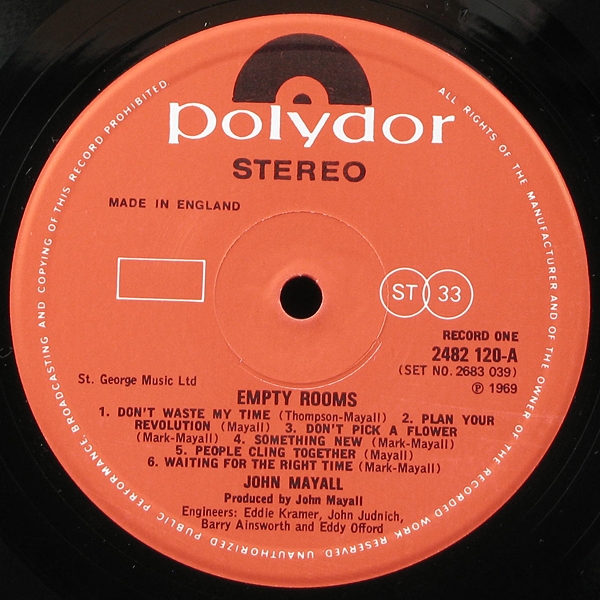 polydor
STEREO
MADE IN ENGLAND
ST 33
RECORD ONE
2482 120-A
(SET NO. 2683 039)
℗ 1969
St. George Music Ltd
EMPTY ROOMS
1. DON'T WASTE MY TIME (Thompson-Mayall) 2. PLAN YOUR
REVOLUTION (Mayall) 3. DON'T PICK A FLOWER
(Mark-Mayall) 4. SOMETHING NEW (Mark-Mayall)
5. PEOPLE CLING TOGETHER (Mayall)
6. WAITING FOR THE RIGHT TIME (Mark-Mayall)
JOHN MAYALL
Produced by John Mayall
Engineers: Eddie Kramer, John Judnich,
Barry Ainsworth and Eddy Offord
ALL RIGHTS OF THE MANUFACTURER AND OF THE OWNER OF THE RECORDED WORK RESERVED. UNAUTHORIZED PUBLIC PERFORMANCE BROADCASTING AND COPYING OF THIS RECORD PROHIBITED.